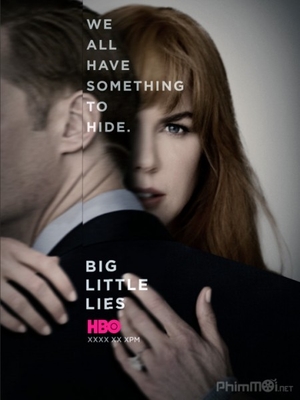 WE
ALL
HAVE
SOMETHING
TO
HIDE.
BIG
LITTLE
LIES
HBO
XXXX XX XPM
PHIMMOI.NET